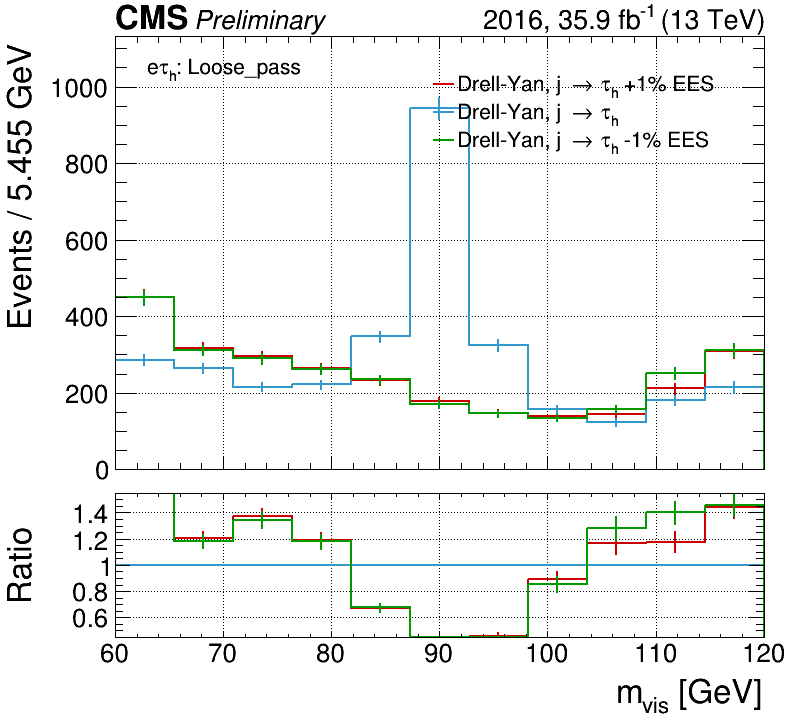 CMS Preliminary 2016, 35.9 fb⁻¹ (13 TeV)
eτₕ: Loose_pass
Drell-Yan, j → τₕ +1% EES
Drell-Yan, j → τₕ
Drell-Yan, j → τₕ -1% EES
Events / 5.455 GeV
1000
800
600
400
200
0
Ratio
1.4
1.2
1
0.8
0.6
60 70 80 90 100 110 120
m_vis [GeV]